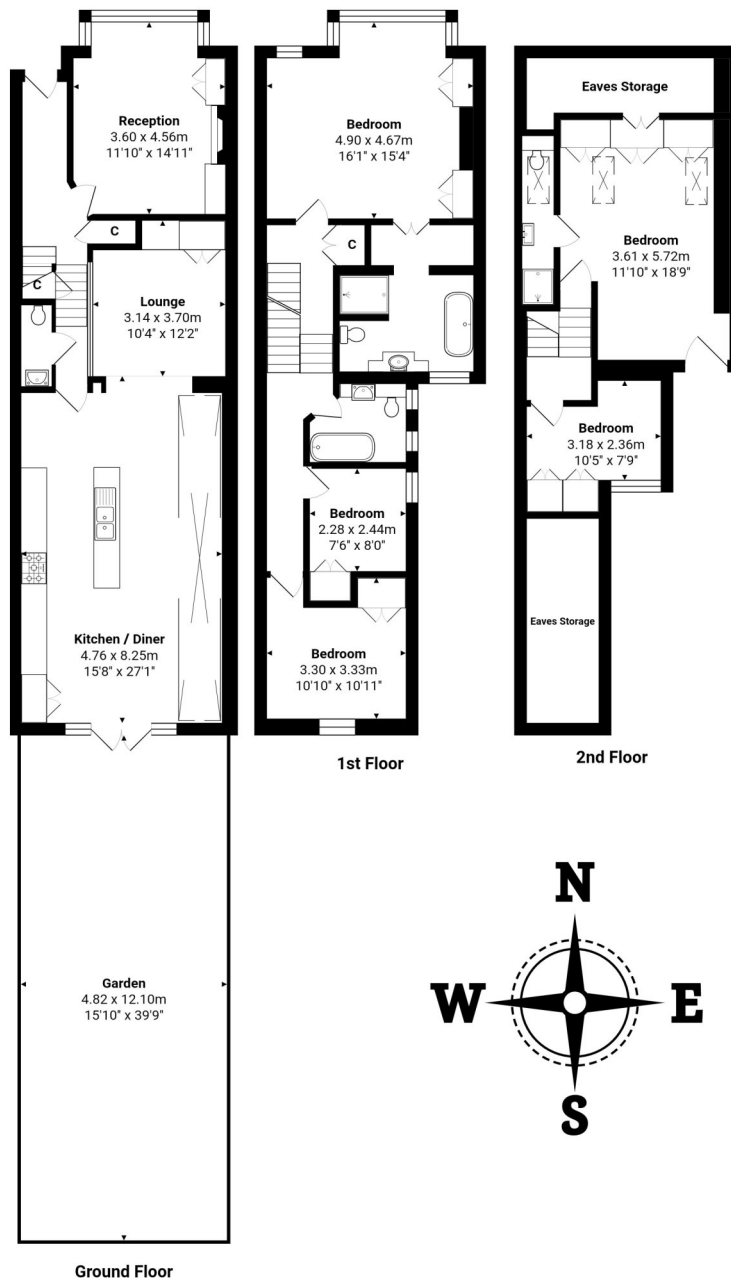 Reception
3.60 x 4.56m
11'10" x 14'11"
C
C
Lounge
3.14 x 3.70m
10'4" x 12'2"
Kitchen / Diner
4.76 x 8.25m
15'8" x 27'1"
Garden
4.82 x 12.10m
15'10" x 39'9"
Ground Floor
Bedroom
4.90 x 4.67m
16'1" x 15'4"
C
Bedroom
2.28 x 2.44m
7'6" x 8'0"
Bedroom
3.30 x 3.33m
10'10" x 10'11"
1st Floor
Eaves Storage
Bedroom
3.61 x 5.72m
11'10" x 18'9"
Bedroom
3.18 x 2.36m
10'5" x 7'9"
Eaves Storage
2nd Floor
N
W
E
S